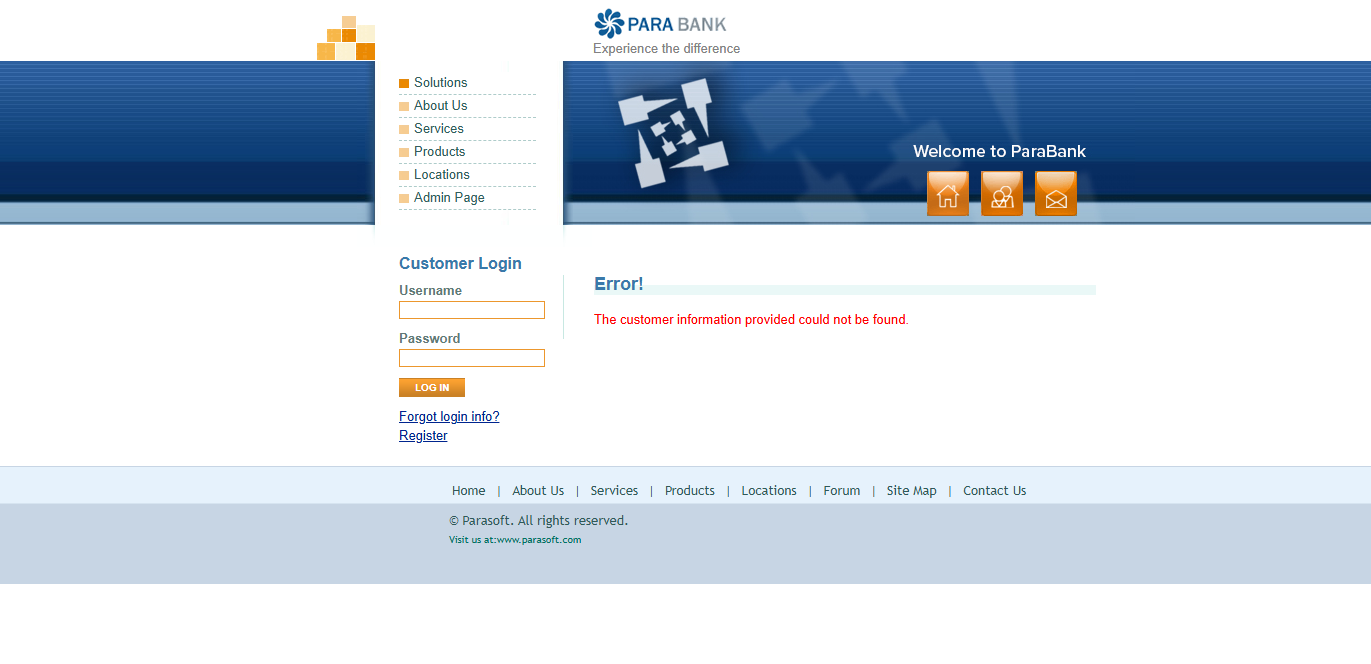 PARA BANK
Experience the difference
Solutions
About Us
Services
Products
Locations
Admin Page
Welcome to ParaBank
Customer Login
Username
Password
LOG IN
Forgot login info?
Register
Error!
The customer information provided could not be found.
Home | About Us | Services | Products | Locations | Forum | Site Map | Contact Us
© Parasoft. All rights reserved.
Visit us at:www.parasoft.com